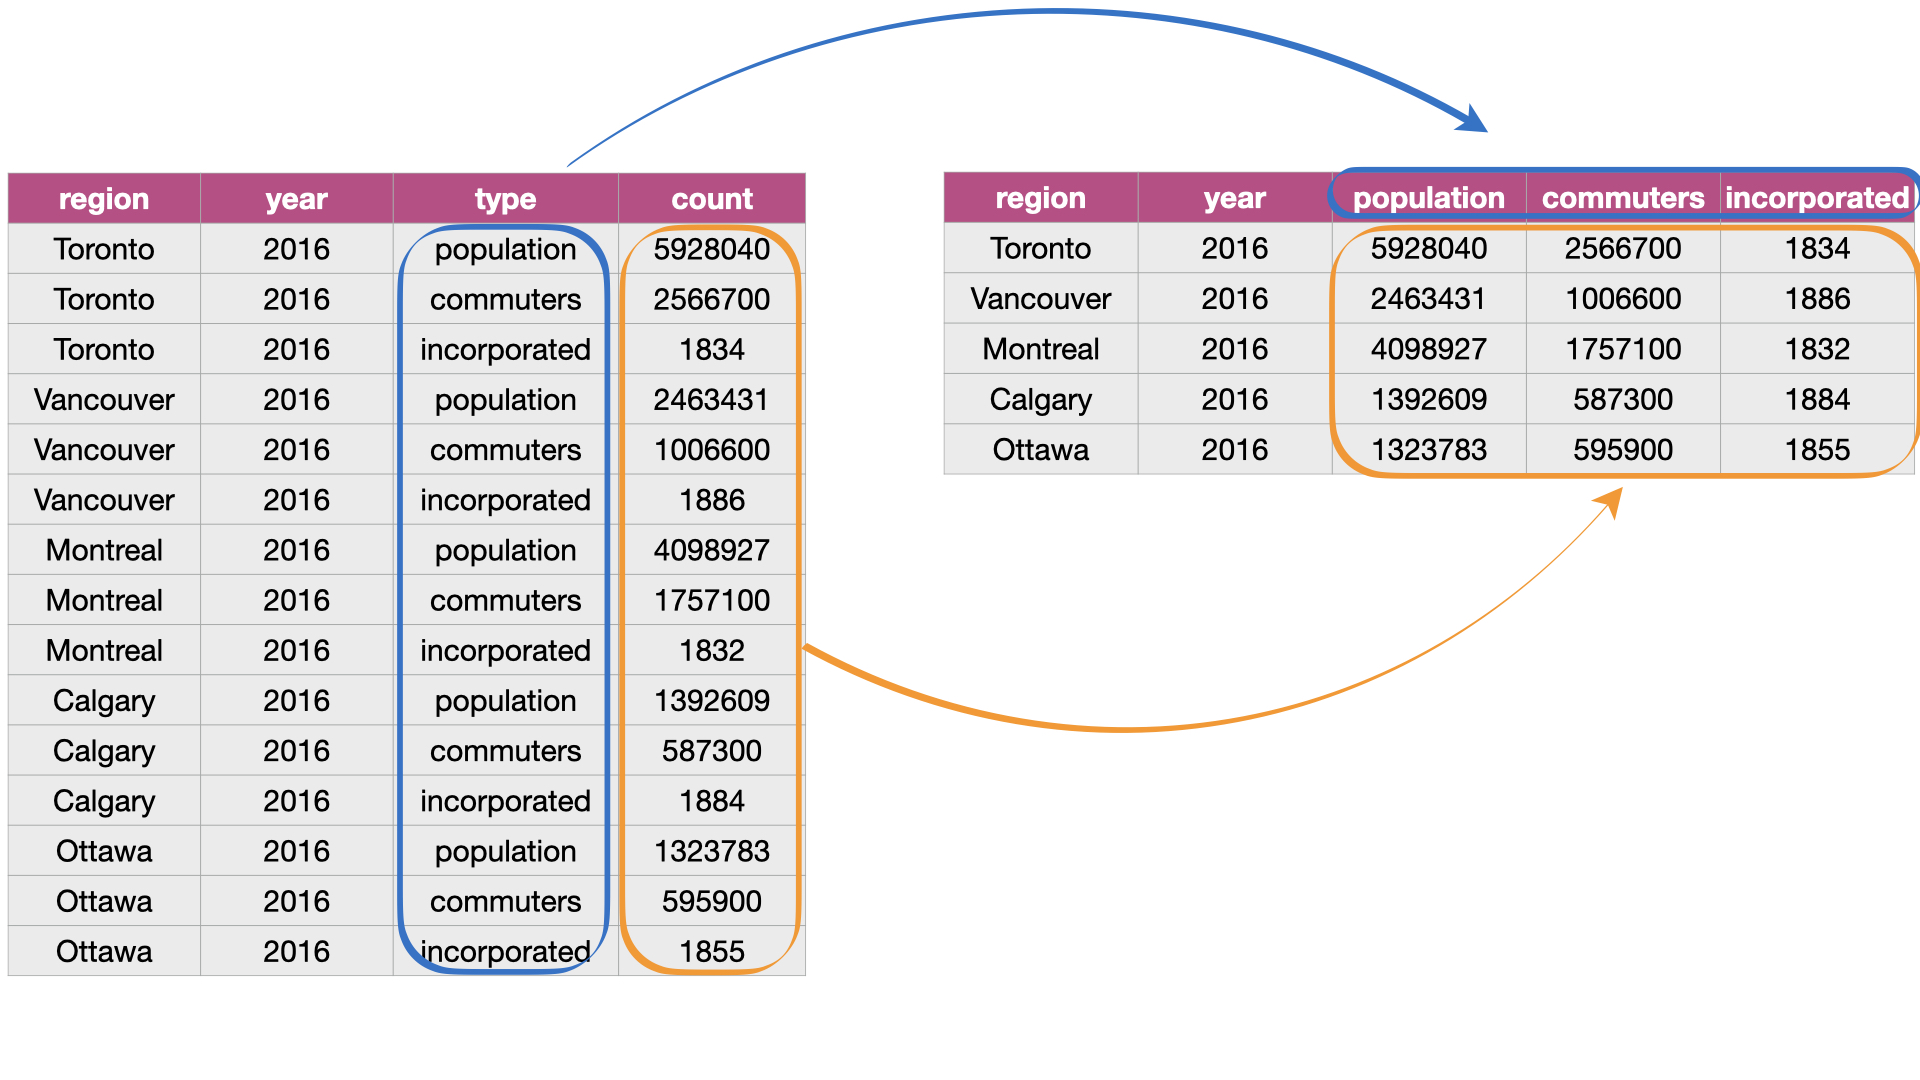 region year type count
Toronto 2016 population 5928040
Toronto 2016 commuters 2566700
Toronto 2016 incorporated 1834
Vancouver 2016 population 2463431
Vancouver 2016 commuters 1006600
Vancouver 2016 incorporated 1886
Montreal 2016 population 4098927
Montreal 2016 commuters 1757100
Montreal 2016 incorporated 1832
Calgary 2016 population 1392609
Calgary 2016 commuters 587300
Calgary 2016 incorporated 1884
Ottawa 2016 population 1323783
Ottawa 2016 commuters 595900
Ottawa 2016 incorporated 1855
region year population commuters incorporated
Toronto 2016 5928040 2566700 1834
Vancouver 2016 2463431 1006600 1886
Montreal 2016 4098927 1757100 1832
Calgary 2016 1392609 587300 1884
Ottawa 2016 1323783 595900 1855